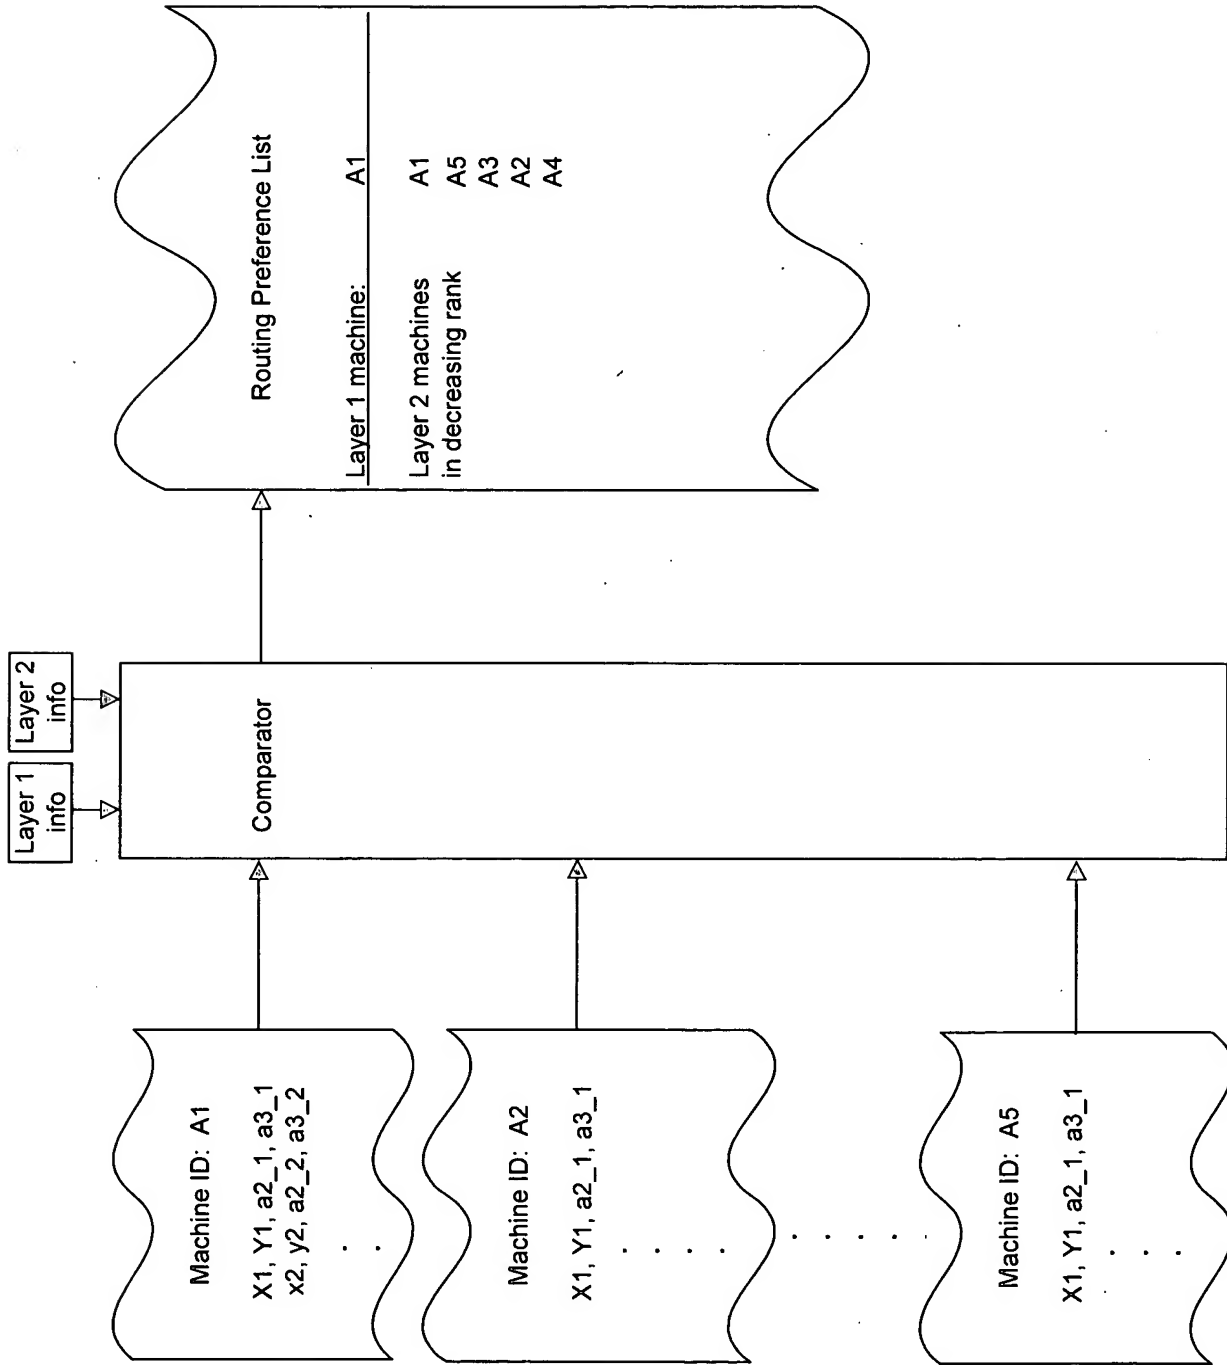 Machine ID: A1
X1, Y1, a2_1, a3_1
x2, y2, a2_2, a3_2
Machine ID: A2
X1, Y1, a2_1, a3_1
Machine ID: A5
X1, Y1, a2_1, a3_1
Layer 1
info
Layer 2
info
Comparator
Routing Preference List
Layer 1 machine: A1
Layer 2 machines A1
in decreasing rank A5
A3
A2
A4